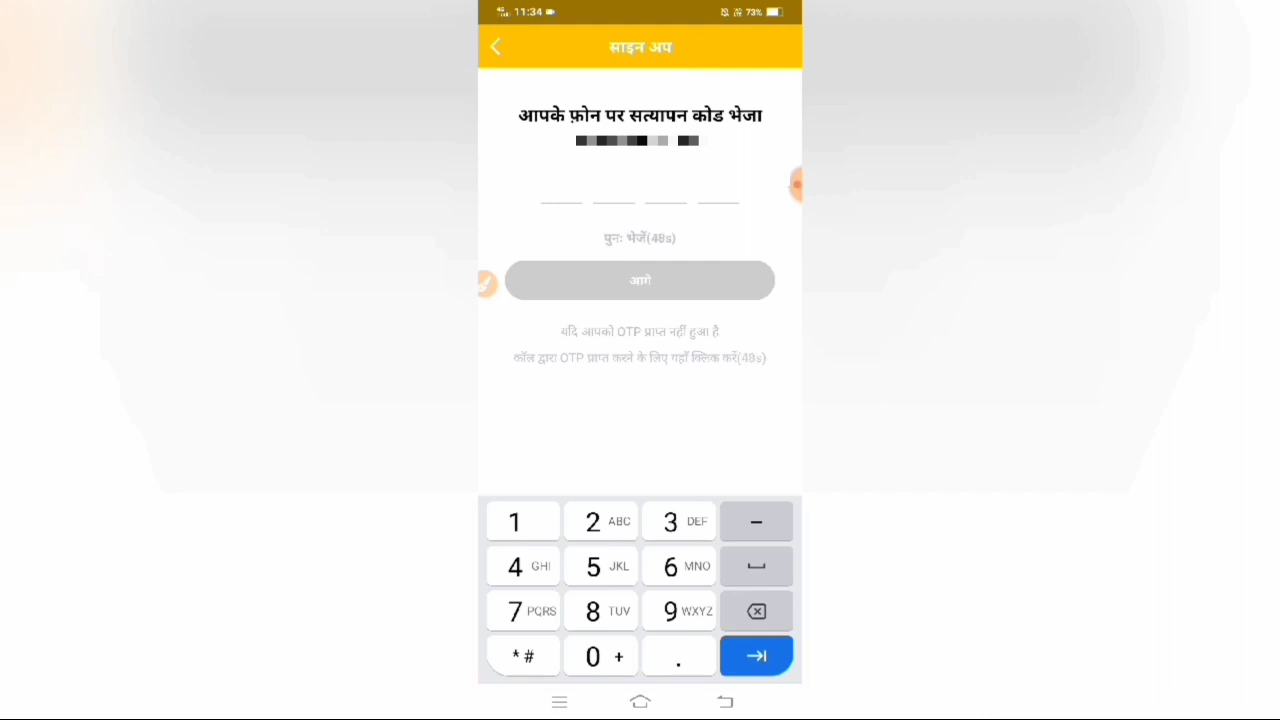 4G 11:34 73%
साइन अप
आपके फ़ोन पर सत्यापन कोड भेजा
पुनः भेजें(48s)
आगे
यदि आपको OTP प्राप्त नहीं हुआ है
कॉल द्वारा OTP प्राप्त करने के लिए यहाँ क्लिक करें(48s)
1 2 ABC 3 DEF –
4 GHI 5 JKL 6 MNO
7 PQRS 8 TUV 9 WXYZ
* # 0 + .